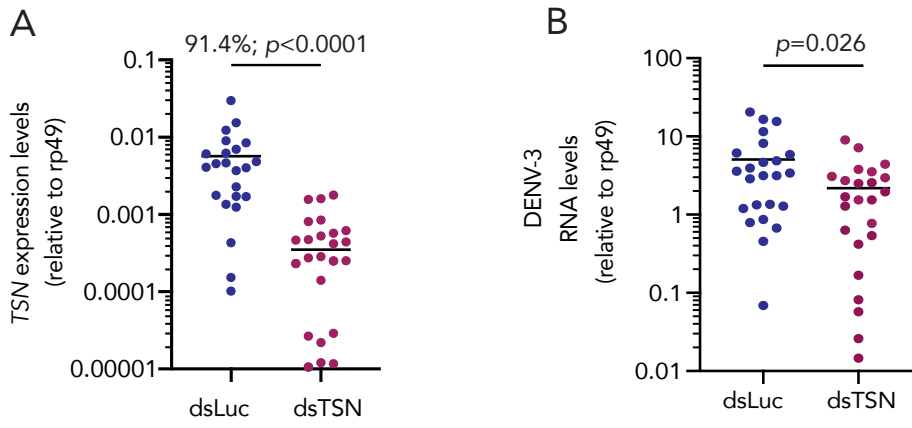 A
91.4%; p<0.0001
TSN expression levels
(relative to rp49)
0.1
0.01
0.001
0.0001
0.00001
dsLuc
dsTSN
B
p=0.026
DENV-3
RNA levels
(relative to rp49)
100
10
1
0.1
0.01
dsLuc
dsTSN